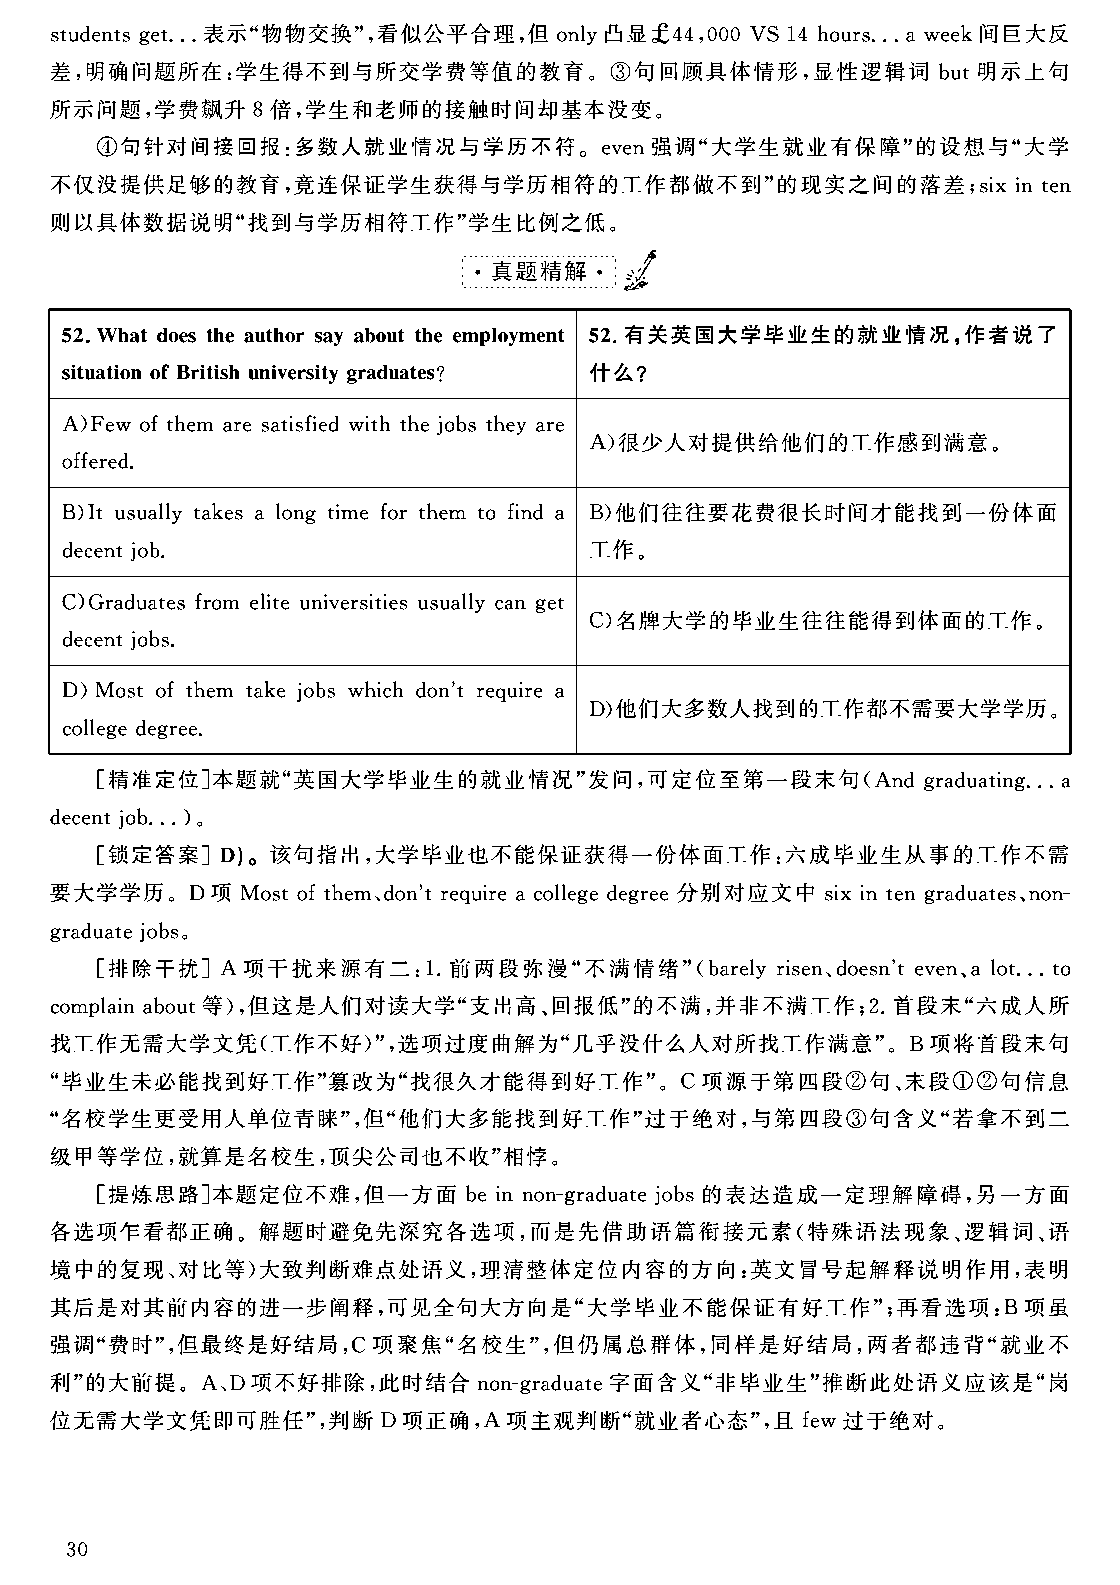 students get...表示“物物交换”,看似公平合理,但 only 凸显£44,000 VS 14 hours...a week 间巨大反
差,明确问题所在:学生得不到与所交学费等值的教育。③句回顾具体情形,显性逻辑词 but 明示上句
所示问题,学费飙升 8 倍,学生和老师的接触时间却基本没变。
④句针对间接回报:多数人就业情况与学历不符。even 强调“大学生就业有保障”的设想与“大学
不仅没提供足够的教育,竟连保证学生获得与学历相符的工作都做不到”的现实之间的落差;six in ten
则以具体数据说明“找到与学历相符工作”学生比例之低。
·真题精解·
52. What does the author say about the employment
situation of British university graduates?
52. 有关英国大学毕业生的就业情况,作者说了
什么?
A)Few of them are satisfied with the jobs they are
offered.
A)很少人对提供给他们的工作感到满意。
B)It usually takes a long time for them to find a
decent job.
B)他们往往要花费很长时间才能找到一份体面
工作。
C)Graduates from elite universities usually can get
decent jobs.
C)名牌大学的毕业生往往能得到体面的工作。
D) Most of them take jobs which don't require a
college degree.
D)他们大多数人找到的工作都不需要大学学历。
[精准定位]本题就“英国大学毕业生的就业情况”发问,可定位至第一段末句(And graduating...a
decent job...)。
[锁定答案] D)。该句指出,大学毕业也不能保证获得一份体面工作:六成毕业生从事的工作不需
要大学学历。D 项 Most of them、don't require a college degree 分别对应文中 six in ten graduates、non-
graduate jobs。
[排除干扰] A 项干扰来源有二:1. 前两段弥漫“不满情绪”(barely risen、doesn't even、a lot...to
complain about 等),但这是人们对读大学“支出高、回报低”的不满,并非不满工作;2. 首段末“六成人所
找工作无需大学文凭(工作不好)”,选项过度曲解为“几乎没什么人对所找工作满意”。B 项将首段末句
“毕业生未必能找到好工作”篡改为“找很久才能得到好工作”。C 项源于第四段②句、末段①②句信息
“名校学生更受用人单位青睐”,但“他们大多能找到好工作”过于绝对,与第四段③句含义“若拿不到二
级甲等学位,就算是名校生,顶尖公司也不收”相悖。
[提炼思路]本题定位不难,但一方面 be in non-graduate jobs 的表达造成一定理解障碍,另一方面
各选项乍看都正确。解题时避免先深究各选项,而是先借助语篇衔接元素(特殊语法现象、逻辑词、语
境中的复现、对比等)大致判断难点处语义,理清整体定位内容的方向:英文冒号起解释说明作用,表明
其后是对其前内容的进一步阐释,可见全句大方向是“大学毕业不能保证有好工作”;再看选项:B 项虽
强调“费时”,但最终是好结局,C 项聚焦“名校生”,但仍属总群体,同样是好结局,两者都违背“就业不
利”的大前提。A、D 项不好排除,此时结合 non-graduate 字面含义“非毕业生”推断此处语义应该是“岗
位无需大学文凭即可胜任”,判断 D 项正确,A 项主观判断“就业者心态”,且 few 过于绝对。
30